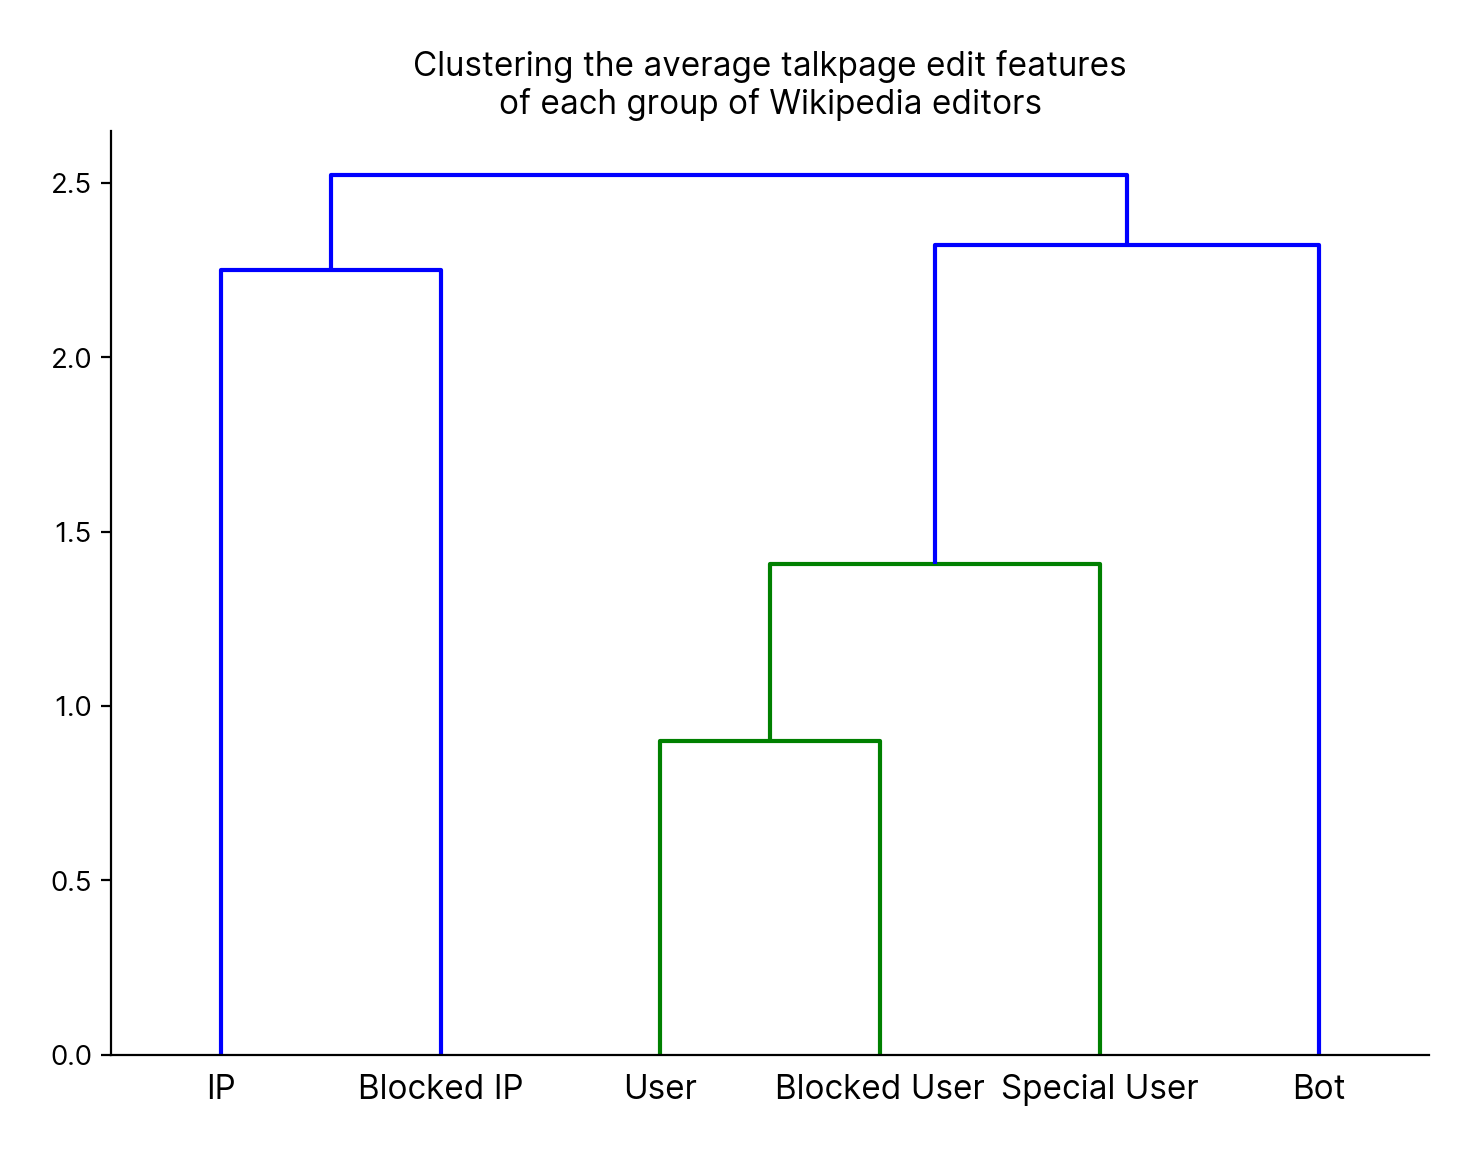 Clustering the average talkpage edit features
of each group of Wikipedia editors
2.5
2.0
1.5
1.0
0.5
0.0
IP Blocked IP User Blocked User Special User Bot